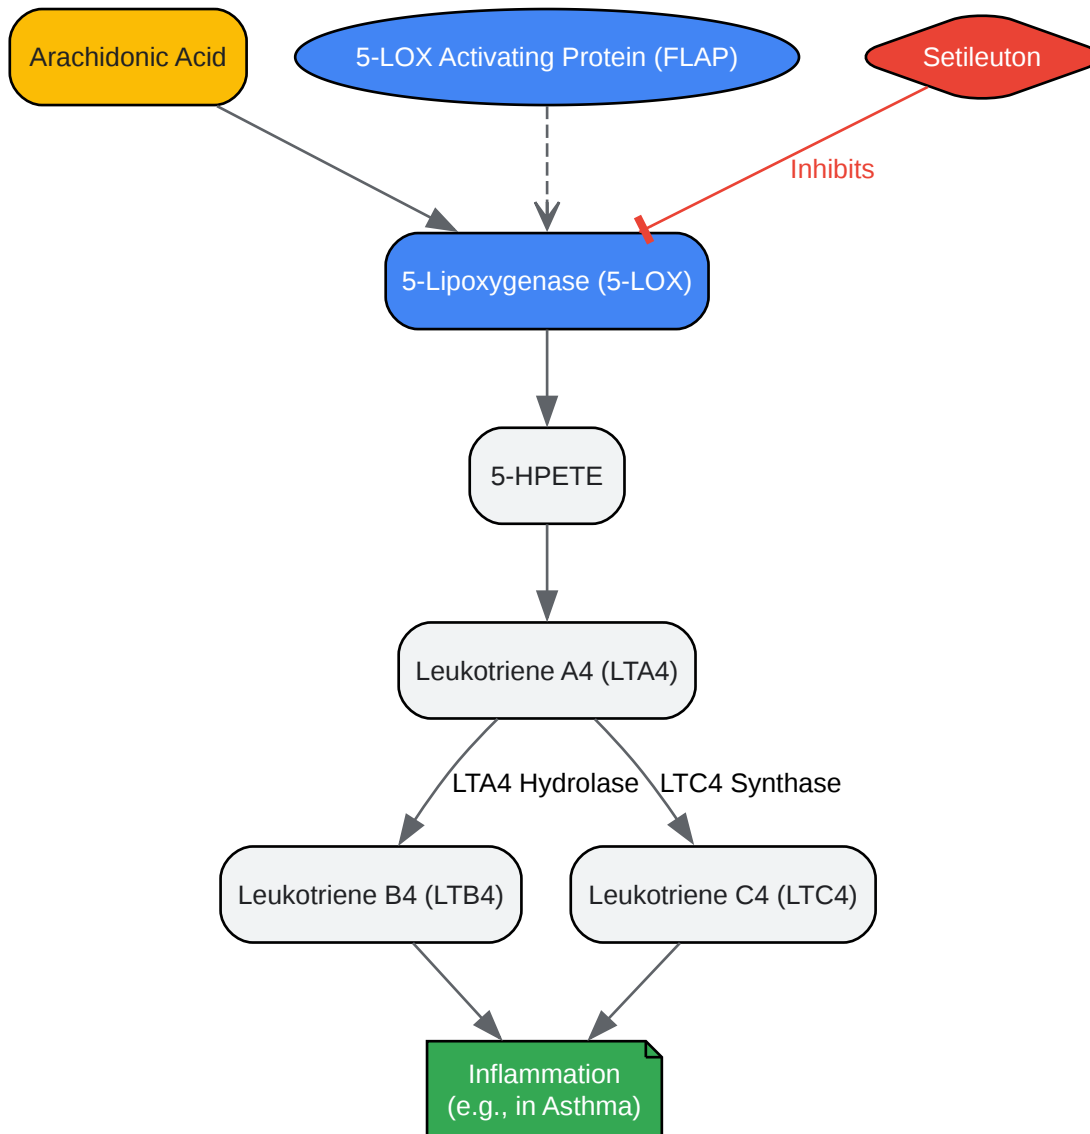 Arachidonic Acid
5-LOX Activating Protein (FLAP)
Setileuton
Inhibits
5-Lipoxygenase (5-LOX)
5-HPETE
Leukotriene A4 (LTA4)
LTA4 Hydrolase
LTC4 Synthase
Leukotriene B4 (LTB4)
Leukotriene C4 (LTC4)
Inflammation
(e.g., in Asthma)